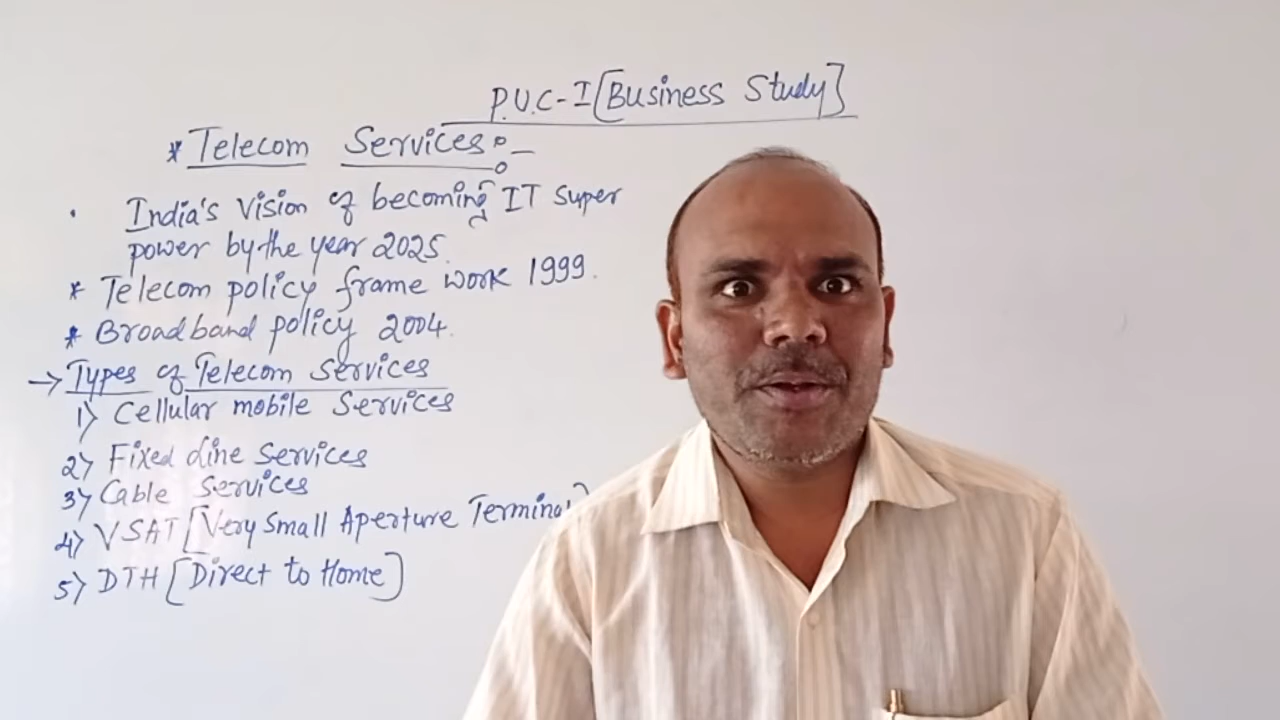 P.U.C-I [Business Study]
* Telecom Services:-
. India's Vision of becoming IT Super
power by the year 2025.
* Telecom policy frame work 1999.
* Broadband policy 2004.
→ Types of Telecom Services
1) Cellular mobile Services
2) Fixed Line Services
3) Cable Services
4) VSAT [Very Small Aperture Terminal]
5) DTH [Direct to Home]